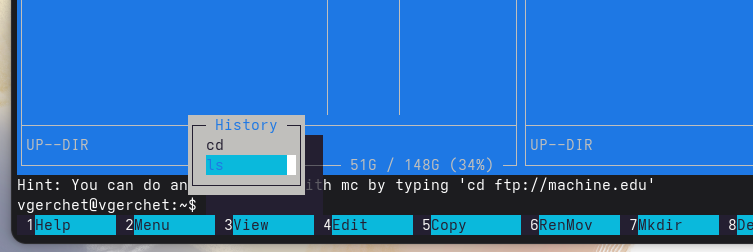 History
cd
UP--DIR
UP--DIR
ls
51G / 148G (34%)
Hint: You can do an ith mc by typing 'cd ftp://machine.edu'
vgerchet@vgerchet:~$
1Help 2Menu 3View 4Edit 5Copy 6RenMov 7Mkdir 8De